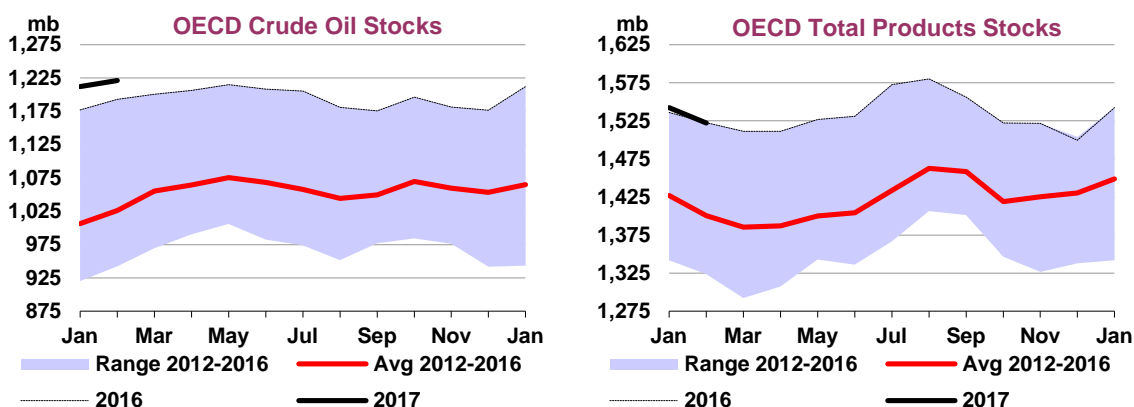 mb
OECD Crude Oil Stocks
1,275
1,225
1,175
1,125
1,075
1,025
975
925
875
Jan Mar May Jul Sep Nov Jan
Range 2012-2016 Avg 2012-2016
2016 2017
mb
OECD Total Products Stocks
1,625
1,575
1,525
1,475
1,425
1,375
1,325
1,275
Jan Mar May Jul Sep Nov Jan
Range 2012-2016 Avg 2012-2016
2016 2017